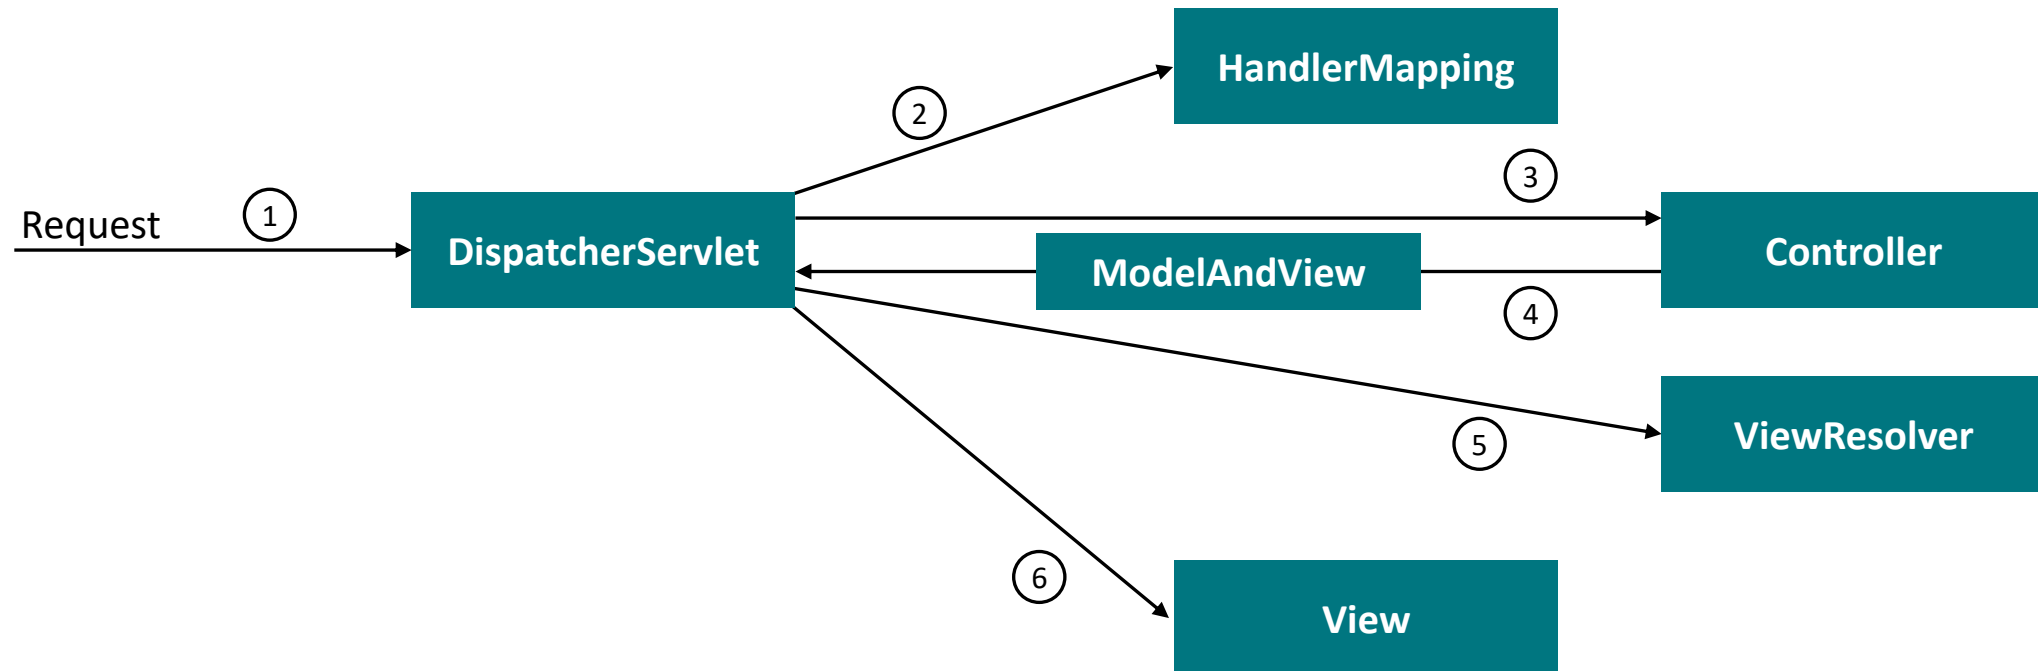 HandlerMapping
2
3
Request
1
DispatcherServlet
ModelAndView
Controller
4
ViewResolver
5
6
View